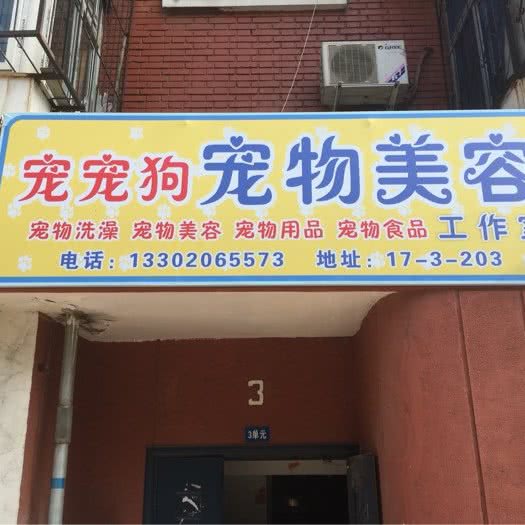 宠宠狗宠物美容
宠物洗澡 宠物美容 宠物用品 宠物食品 工作室
电话：13302065573 地址：17-3-203
3
3单元